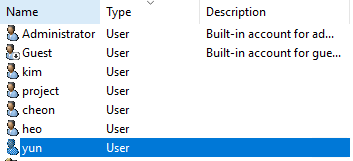 Name Type Description
Administrator User Built-in account for ad...
Guest User Built-in account for gue...
kim User
project User
cheon User
heo User
yun User